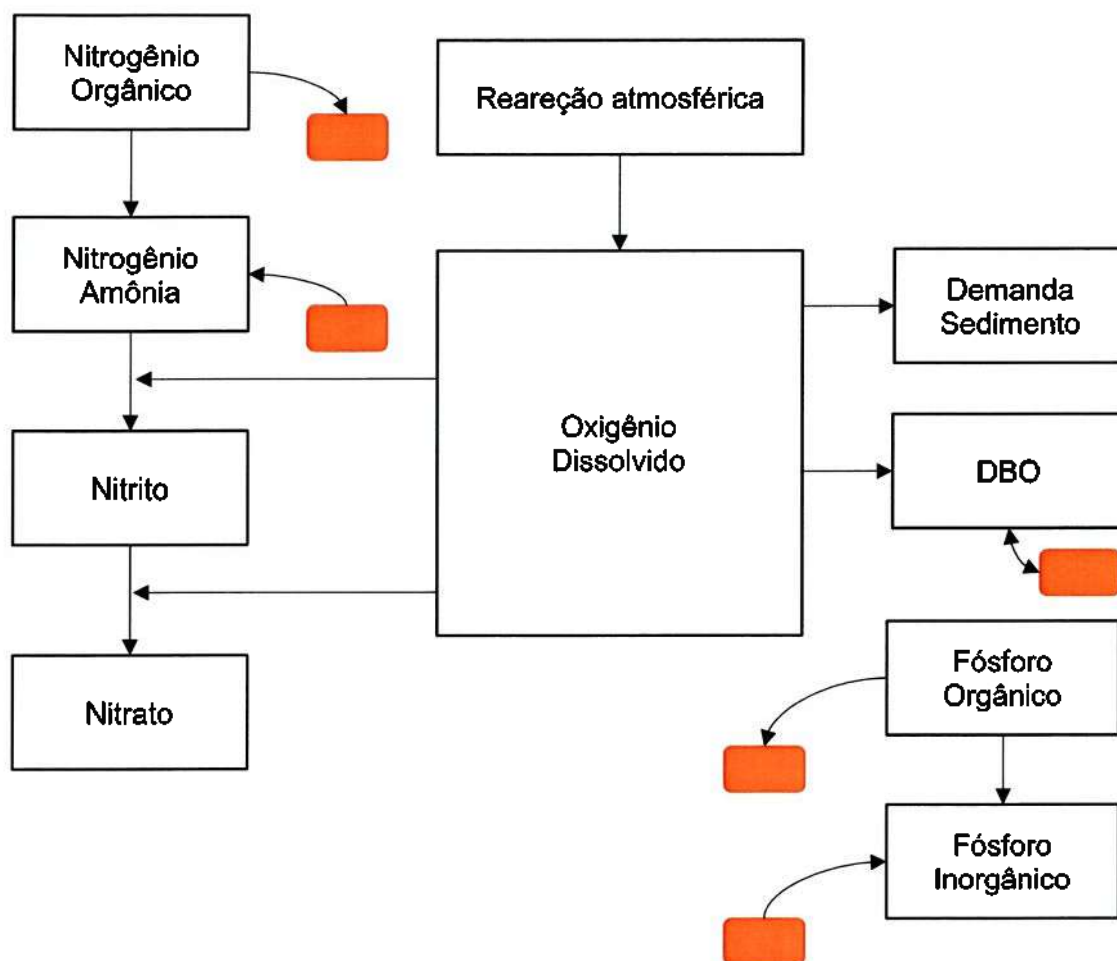 Nitrogênio
Orgânico
Reareção atmosférica
Nitrogênio
Amônia
Demanda
Sedimento
Oxigênio
Dissolvido
DBO
Nitrito
Fósforo
Orgânico
Nitrato
Fósforo
Inorgânico